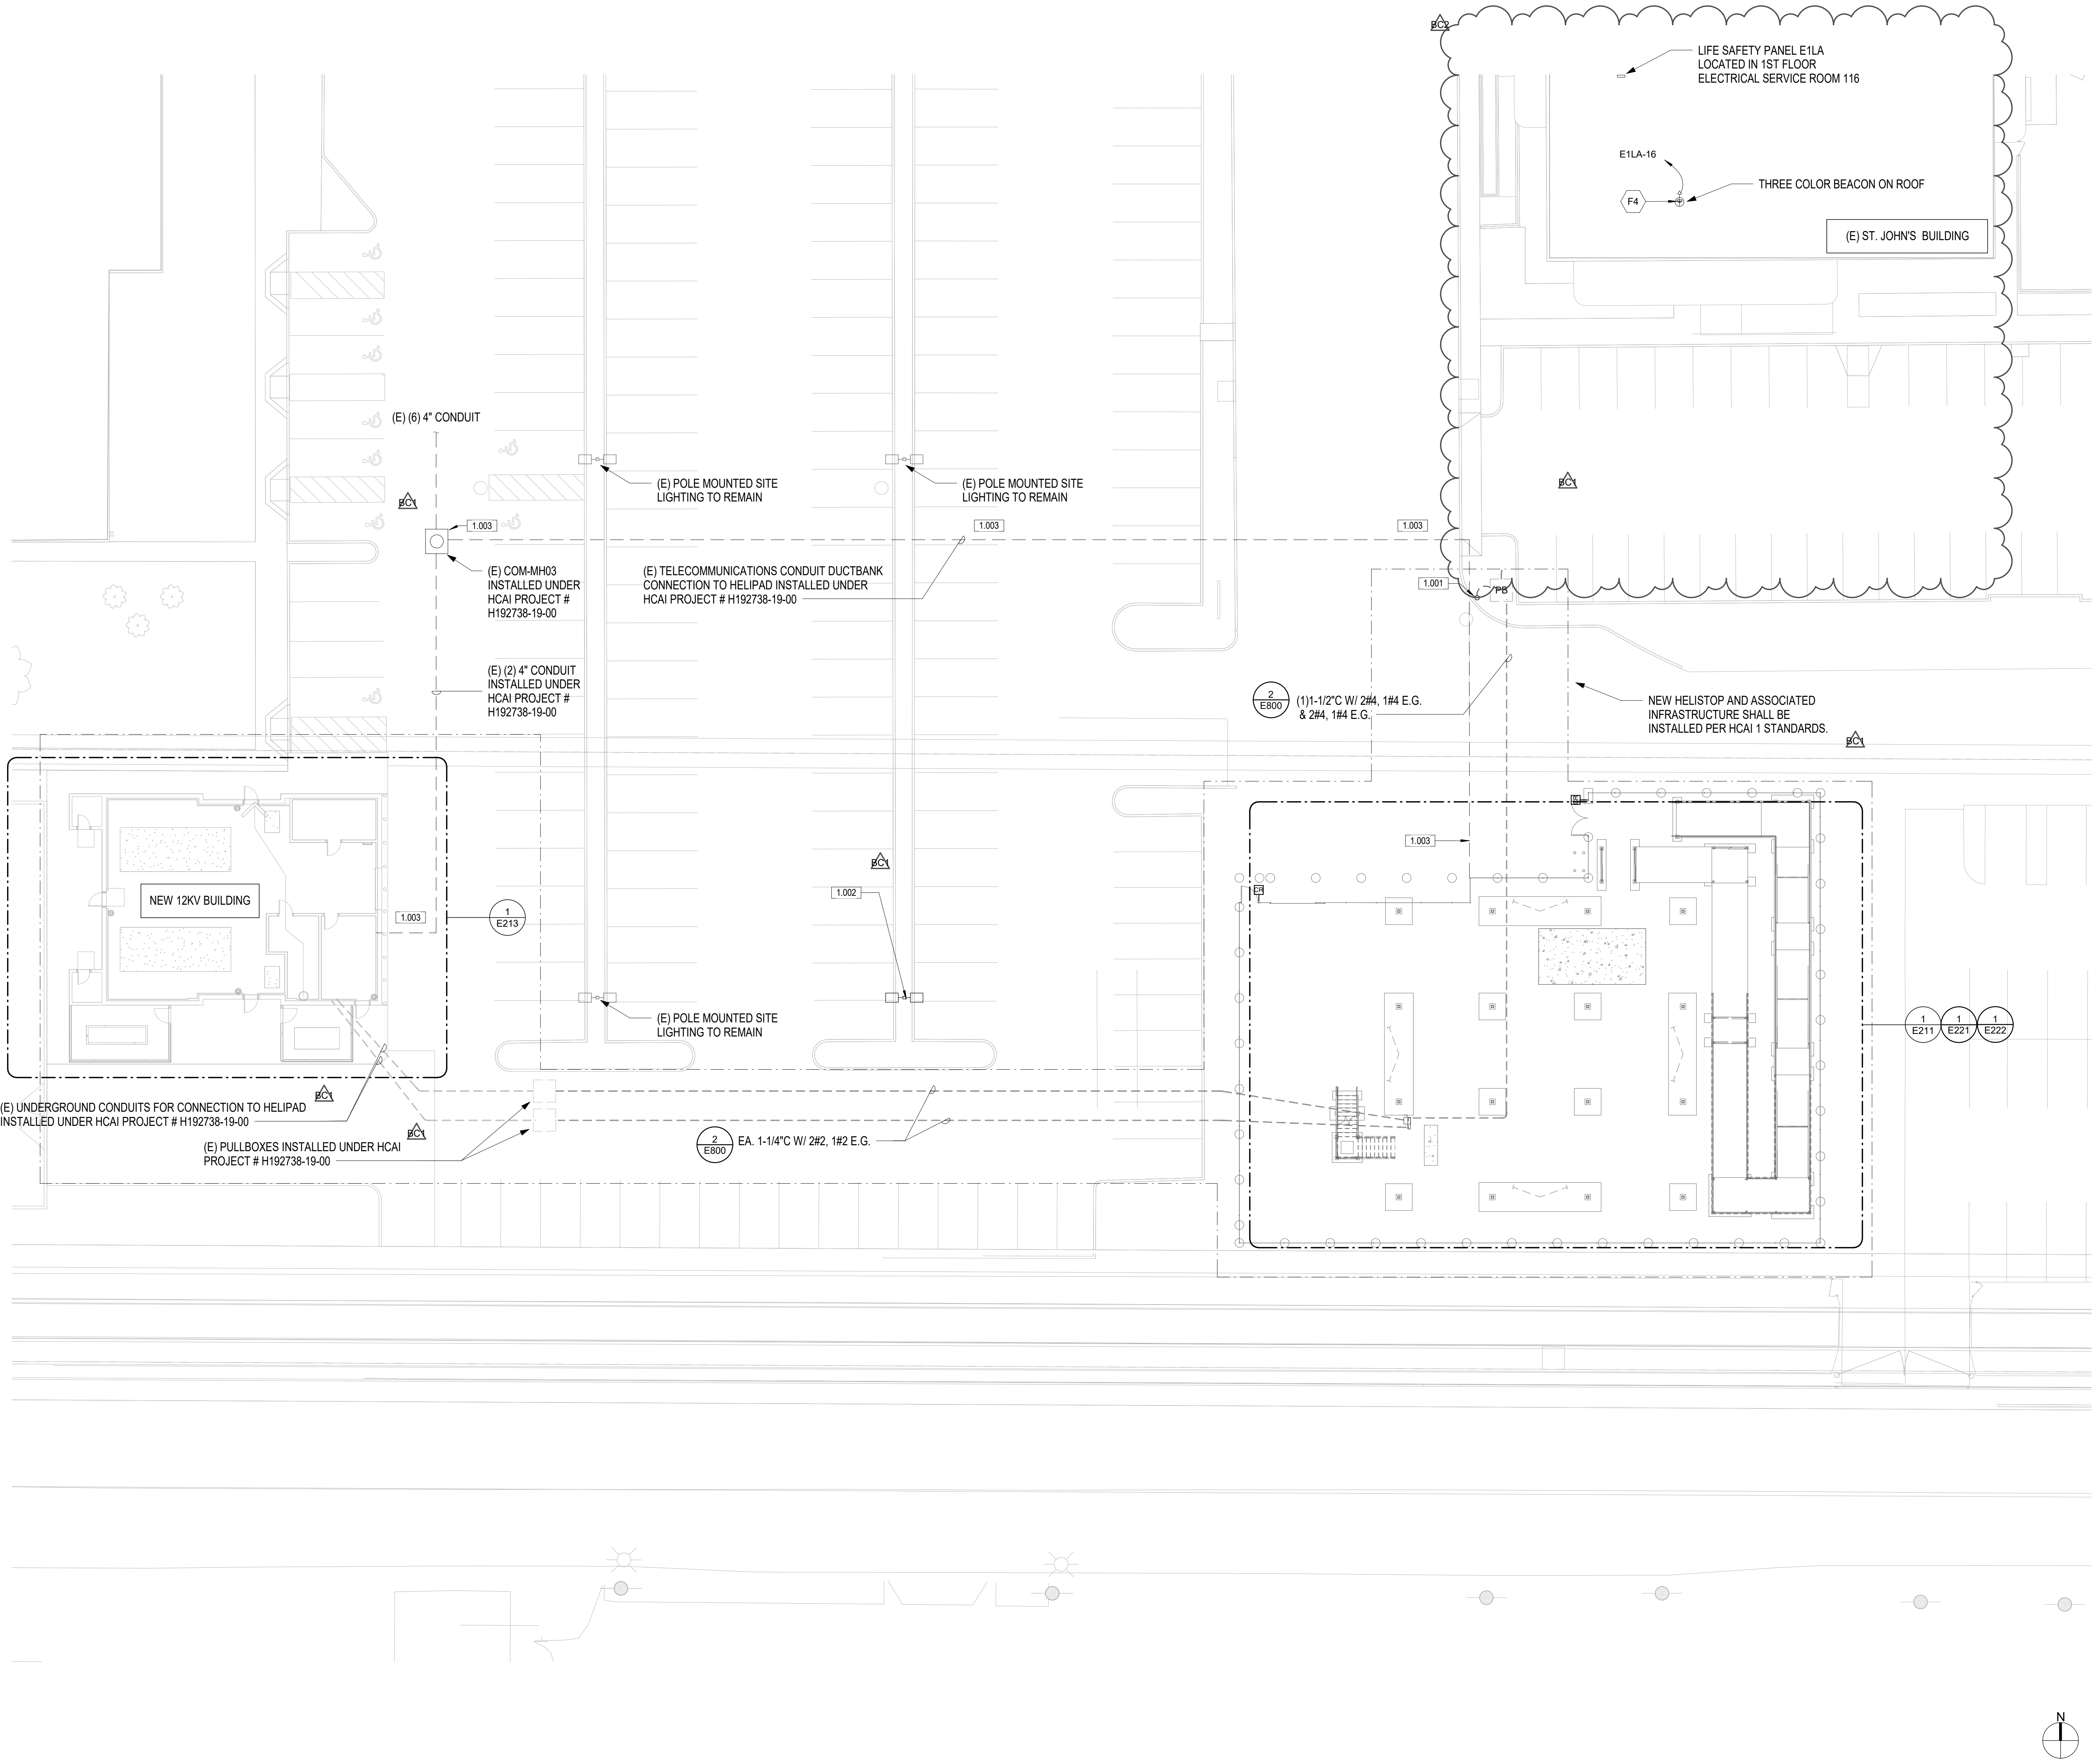 BC2
LIFE SAFETY PANEL E1LA
LOCATED IN 1ST FLOOR
ELECTRICAL SERVICE ROOM 116
E1LA-16
F4
THREE COLOR BEACON ON ROOF
(E) ST. JOHN'S BUILDING
(E) (6) 4" CONDUIT
BC1
1.003
(E) POLE MOUNTED SITE
LIGHTING TO REMAIN
(E) POLE MOUNTED SITE
LIGHTING TO REMAIN
1.003
1.003
BC1
(E) COM-MH03
INSTALLED UNDER
HCAI PROJECT #
H192738-19-00
(E) TELECOMMUNICATIONS CONDUIT DUCTBANK
CONNECTION TO HELIPAD INSTALLED UNDER
HCAI PROJECT # H192738-19-00
1.001
PB
(E) (2) 4" CONDUIT
INSTALLED UNDER
HCAI PROJECT #
H192738-19-00
2
E800
(1)1-1/2"C W/ 2#4, 1#4 E.G.
& 2#4, 1#4 E.G.
NEW HELISTOP AND ASSOCIATED
INFRASTRUCTURE SHALL BE
INSTALLED PER HCAI 1 STANDARDS.
BC1
NEW 12KV BUILDING
1.003
1
E213
BC1
1.002
1.003
CR
(E) POLE MOUNTED SITE
LIGHTING TO REMAIN
1
E211
1
E221
1
E222
BC1
(E) UNDERGROUND CONDUITS FOR CONNECTION TO HELIPAD
INSTALLED UNDER HCAI PROJECT # H192738-19-00
BC1
(E) PULLBOXES INSTALLED UNDER HCAI
PROJECT # H192738-19-00
2
E800
EA. 1-1/4"C W/ 2#2, 1#2 E.G.
N